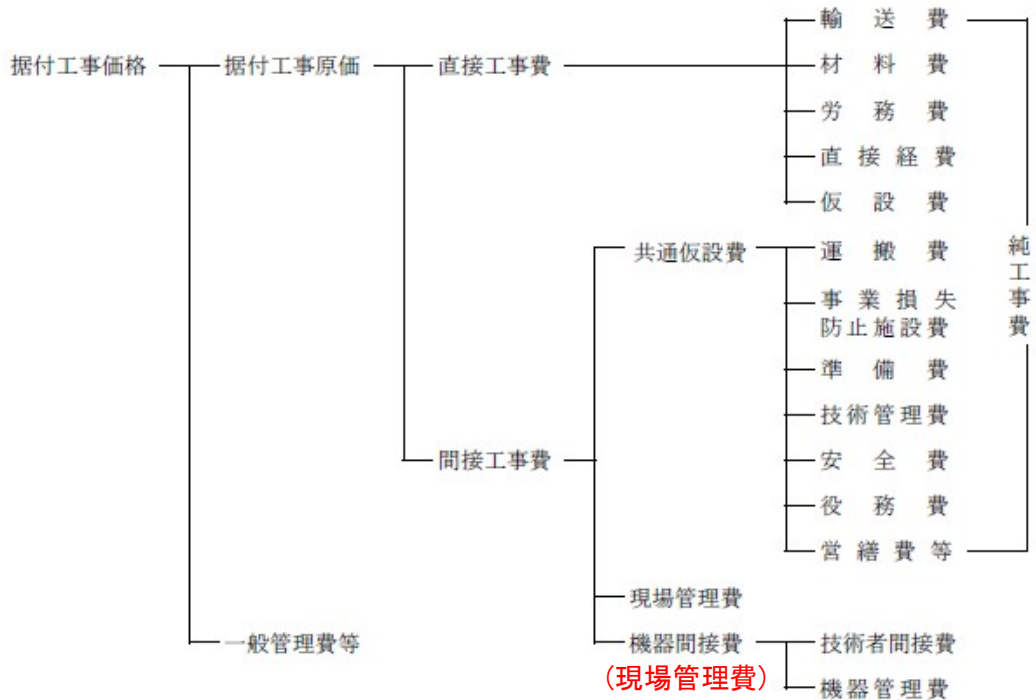 輸送費
据付工事価格 据付工事原価 直接工事費 材料費
労務費
直接経費
仮設費
共通仮設費 運搬費
純工事費
事業損失
防止施設費
準備費
技術管理費
間接工事費 安全費
役務費
営繕費等
現場管理費
一般管理費等 機器間接費 技術者間接費
(現場管理費) 機器管理費